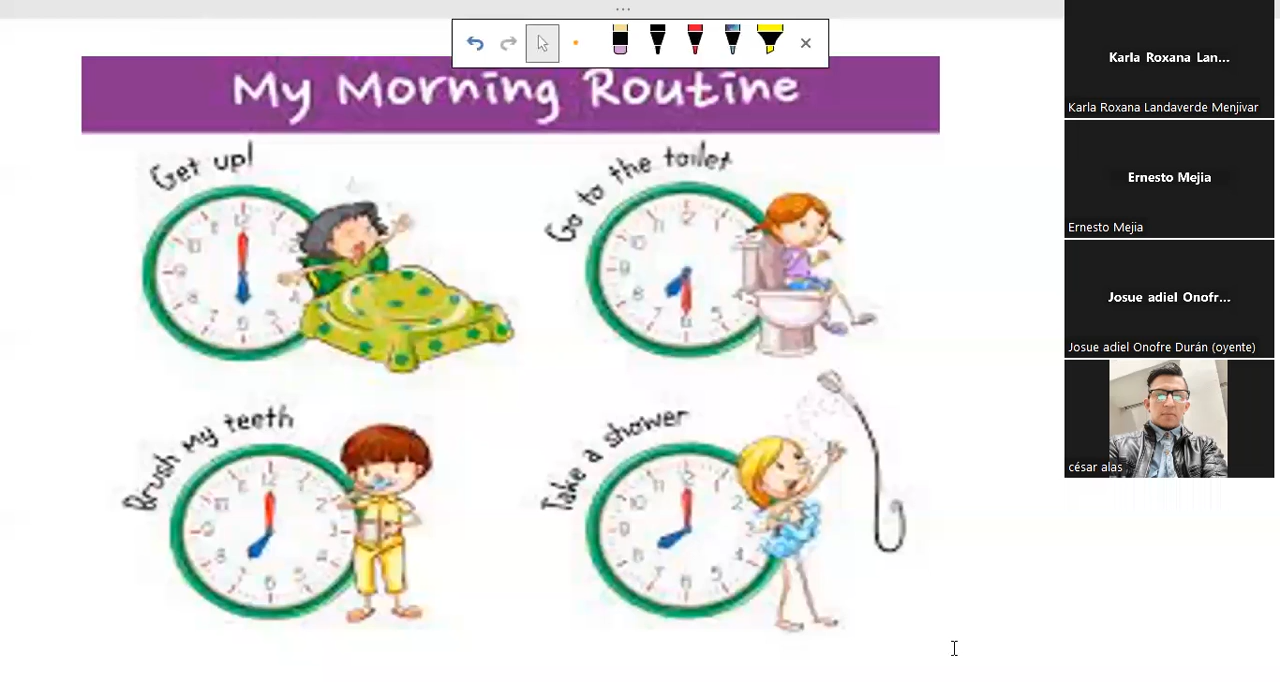 My Morning Routine
Get up!
Go to the toilet
Brush my teeth
Take a shower
Karla Roxana Lan...
Karla Roxana Landaverde Menjivar
Ernesto Mejia
Ernesto Mejia
Josue adiel Onofr...
Josue adiel Onofre Durán (oyente)
césar alas